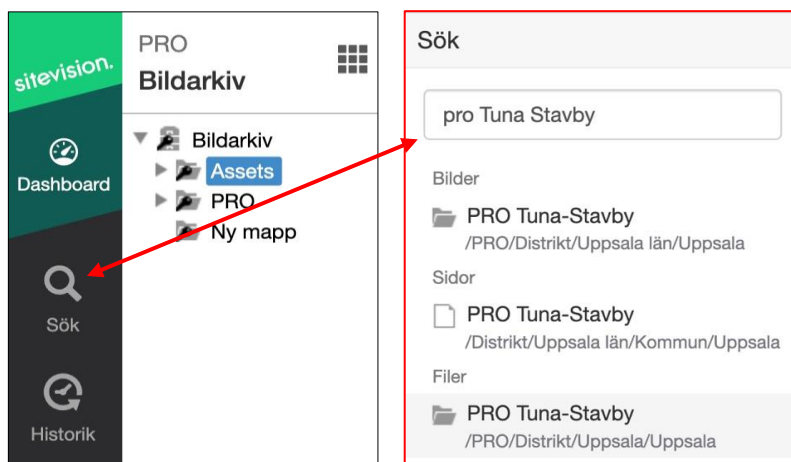 sitevision.
Dashboard
Sök
Historik
PRO
Bildarkiv
Bildarkiv
Assets
PRO
Ny mapp
Sök
pro Tuna Stavby
Bilder
PRO Tuna-Stavby
/PRO/Distrikt/Uppsala län/Uppsala
Sidor
PRO Tuna-Stavby
/Distrikt/Uppsala län/Kommun/Uppsala
Filer
PRO Tuna-Stavby
/PRO/Distrikt/Uppsala/Uppsala